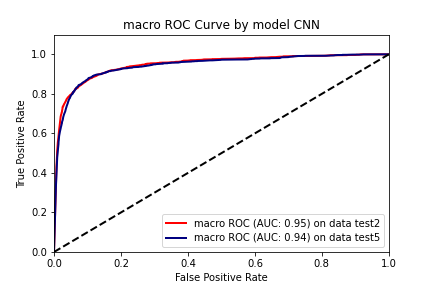 macro ROC Curve by model CNN
True Positive Rate
1.0
0.8
0.6
0.4
0.2
0.0
macro ROC (AUC: 0.95) on data test2
macro ROC (AUC: 0.94) on data test5
0.0 0.2 0.4 0.6 0.8 1.0
False Positive Rate